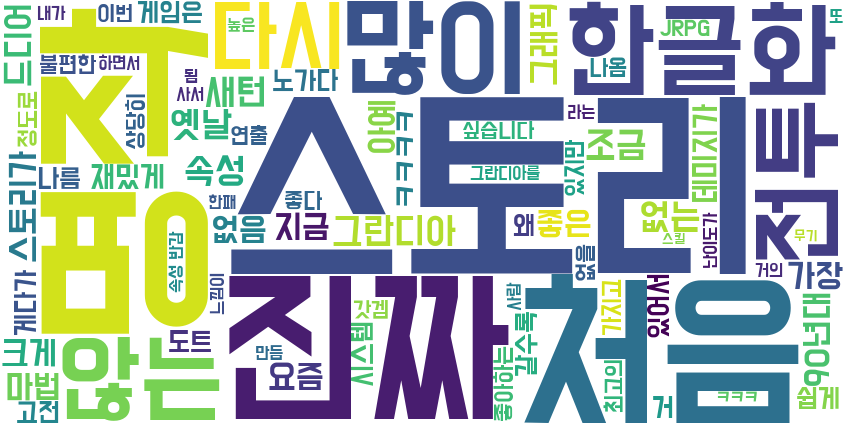 내가
이번
게임은
높은
다시
많이
한글화
JRPG
또
드디어
불편한
하면서
됨
사서
노가다
그래픽
나옴
새턴
정도로
상당히
옛날
연출
아예
ㅋㅋㅋㅋ
싶습니다
라는
조금
데미지가
전투
자
스토리
스토리가
나름
재밌게
속성
좋다
그란디아를
있지만
한패
없음
지금
그란디아
왜
좋은
없는
난이도가
스킬
무기
뻥
속성 반감
게다가
느낌이
없을
거의
가장
진짜
처음
갓겜
사람
가지고
있어서
90년대
크게
않는
도트
만듬
요즘
시스템
좋아하는
갈수록
최고의
ㅋㅋㅋ
거
쉽게
마법
고전